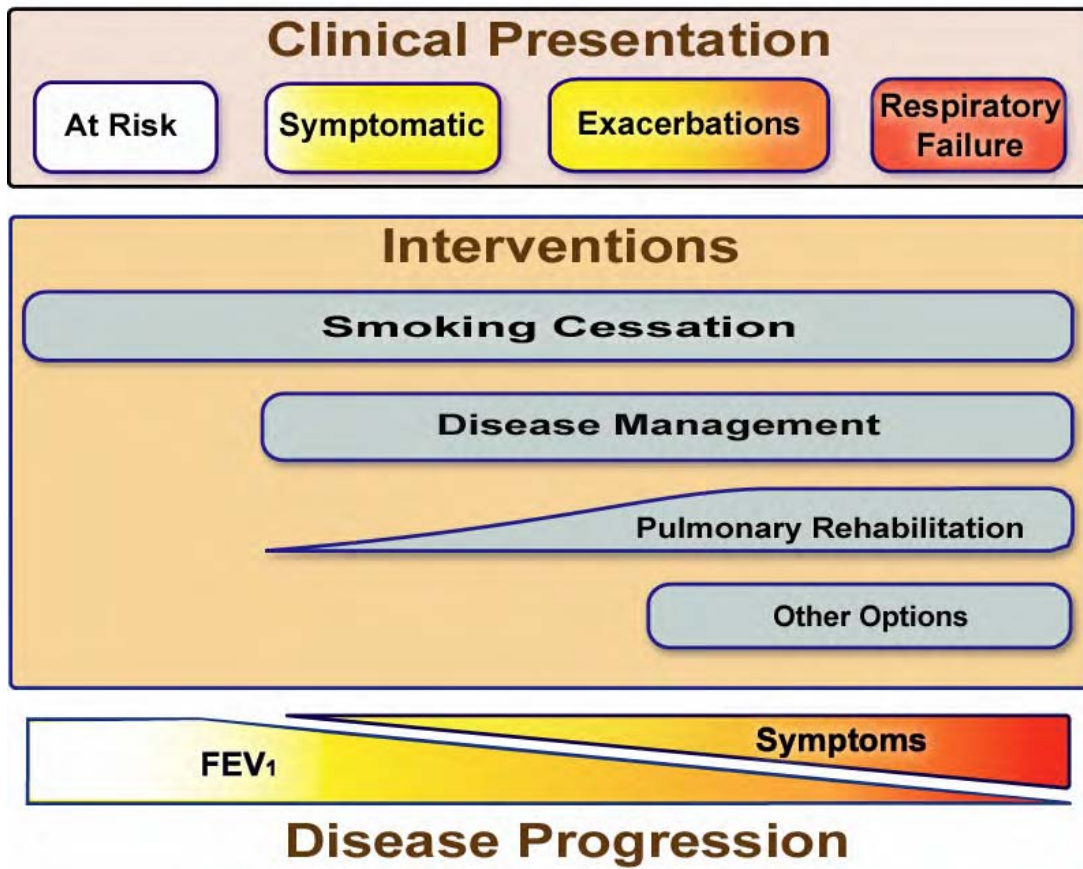 Clinical Presentation
At Risk
Symptomatic
Exacerbations
Respiratory
Failure
Interventions
Smoking Cessation
Disease Management
Pulmonary Rehabilitation
Other Options
Symptoms
FEV₁
Disease Progression